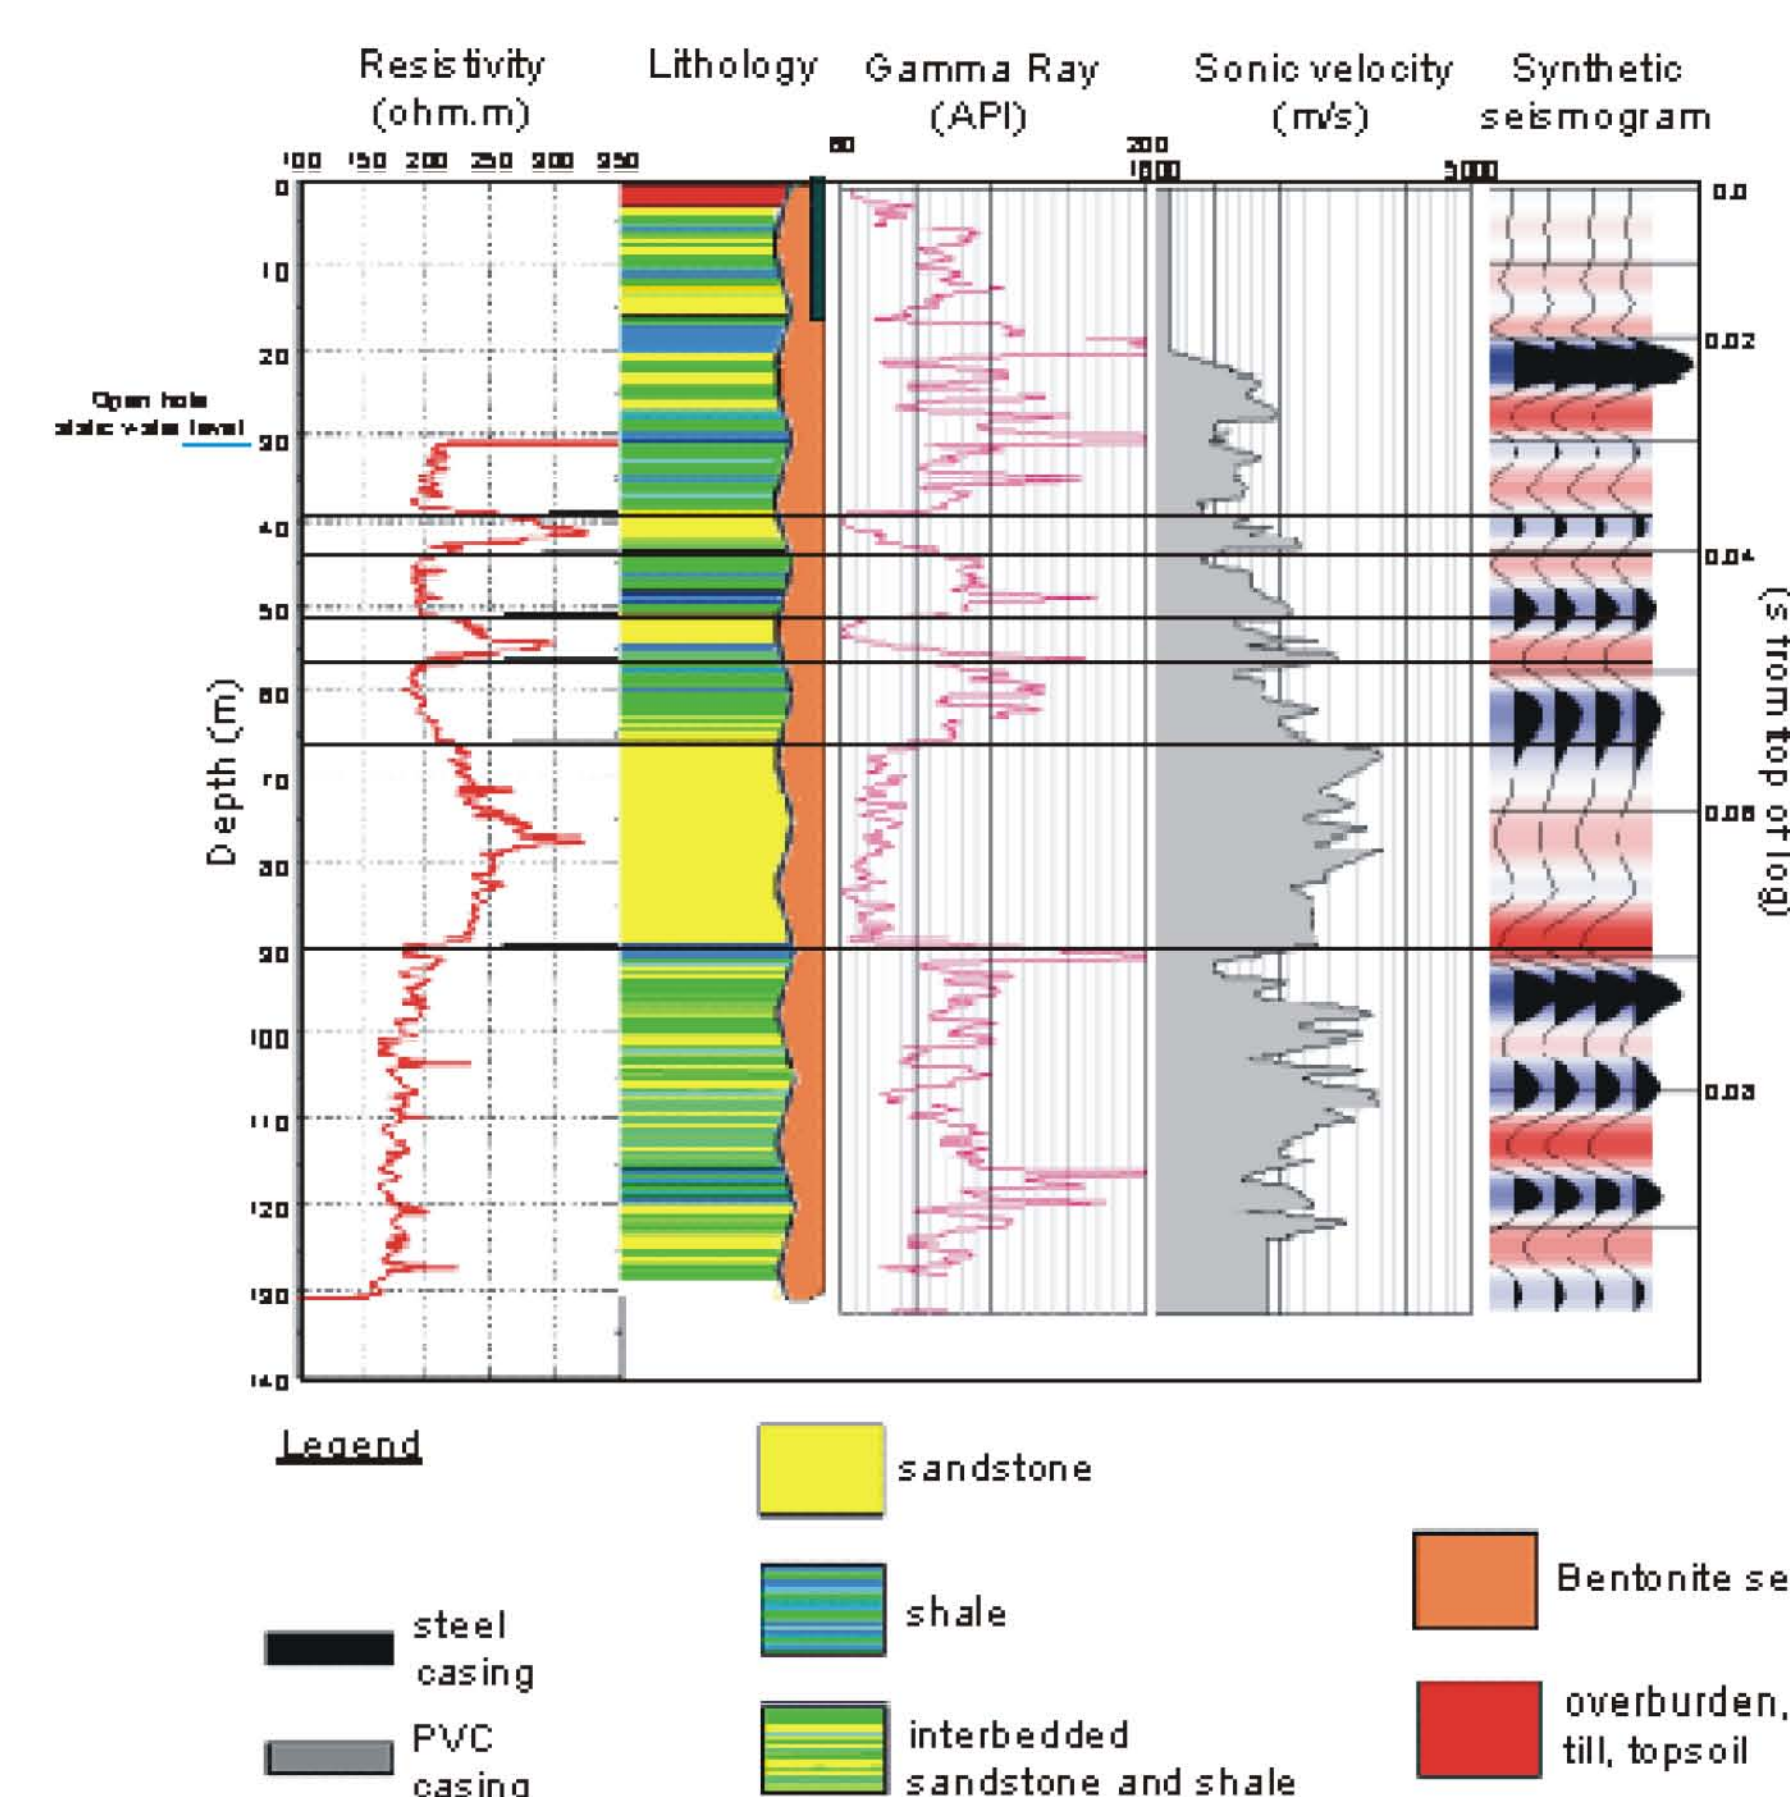 Resistivity
(ohm.m)
Lithology
Gamma Ray
(API)
Sonic velocity
(m/s)
Synthetic
seismogram
100 150 200 250 300 350
60 200
1000 5000
0
10
20
30
40
50
60
70
80
90
100
110
120
130
140
Open hole
static water level
Depth (m)
0.0
0.02
0.04
0.06
(s from top of log)
Legend
steel
casing
PVC
casing
sandstone
shale
interbedded
sandstone and shale
Bentonite se
overburden,
till, topsoil